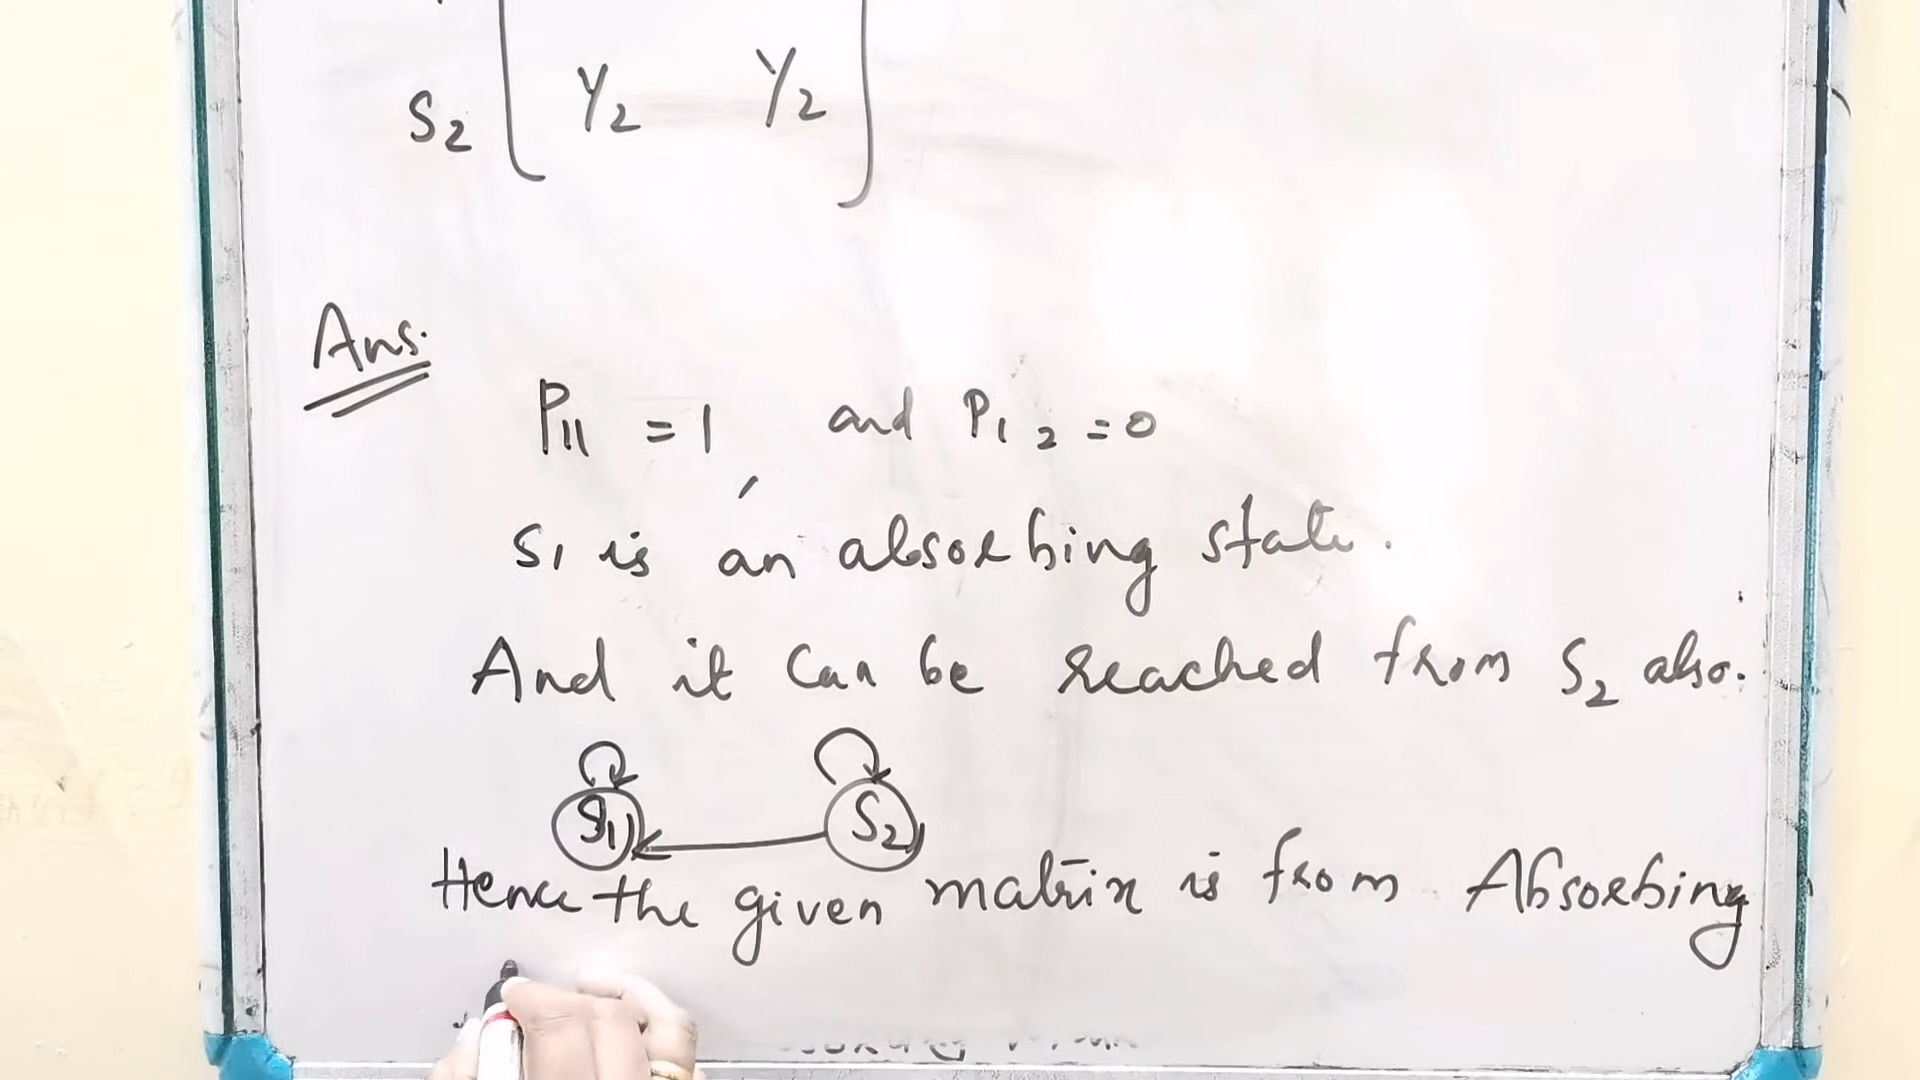 S2 1/2 1/2
Ans.
P11 = 1, and P12 = 0
S1 is an absorbing state.
And it can be reached from S2 also.
S1 S2
Hence the given matrix is from Absorbing